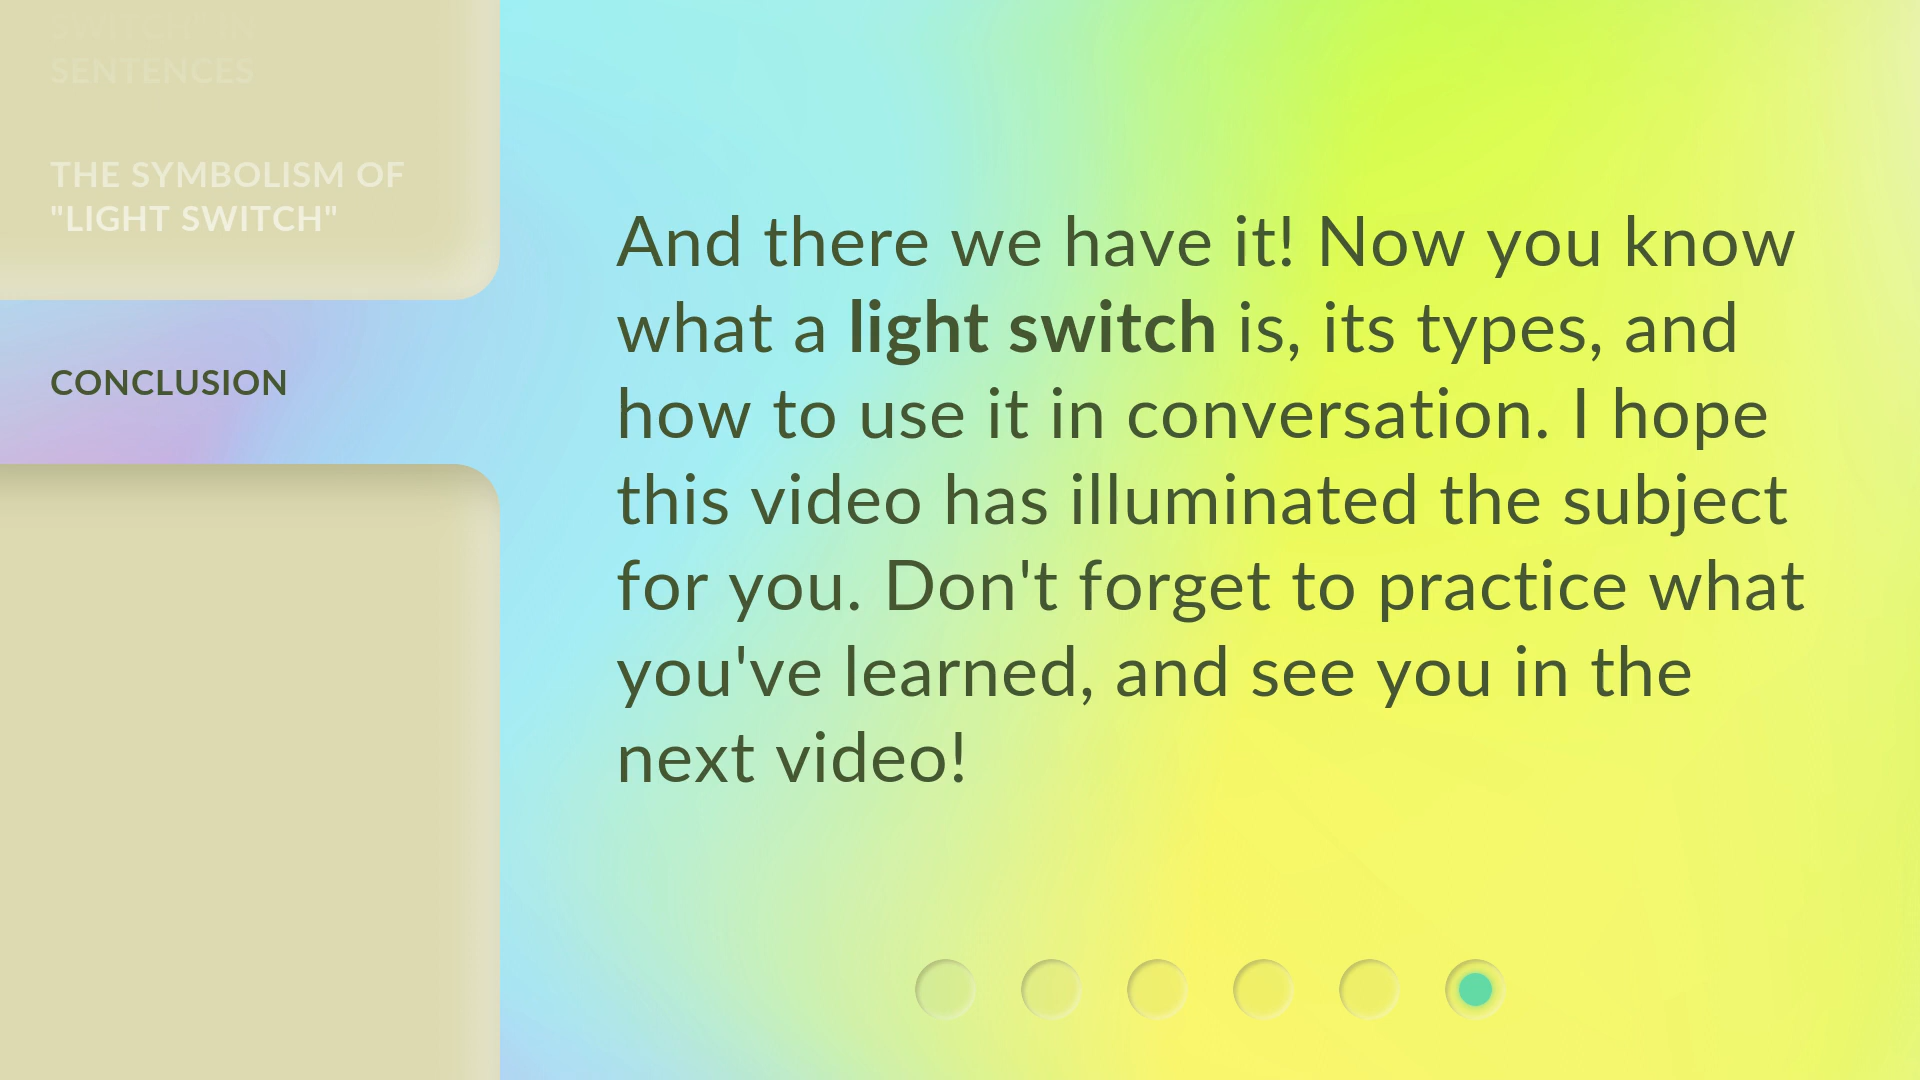 SWITCH" IN
SENTENCES
THE SYMBOLISM OF
"LIGHT SWITCH"
CONCLUSION
And there we have it! Now you know
what a light switch is, its types, and
how to use it in conversation. I hope
this video has illuminated the subject
for you. Don't forget to practice what
you've learned, and see you in the
next video!